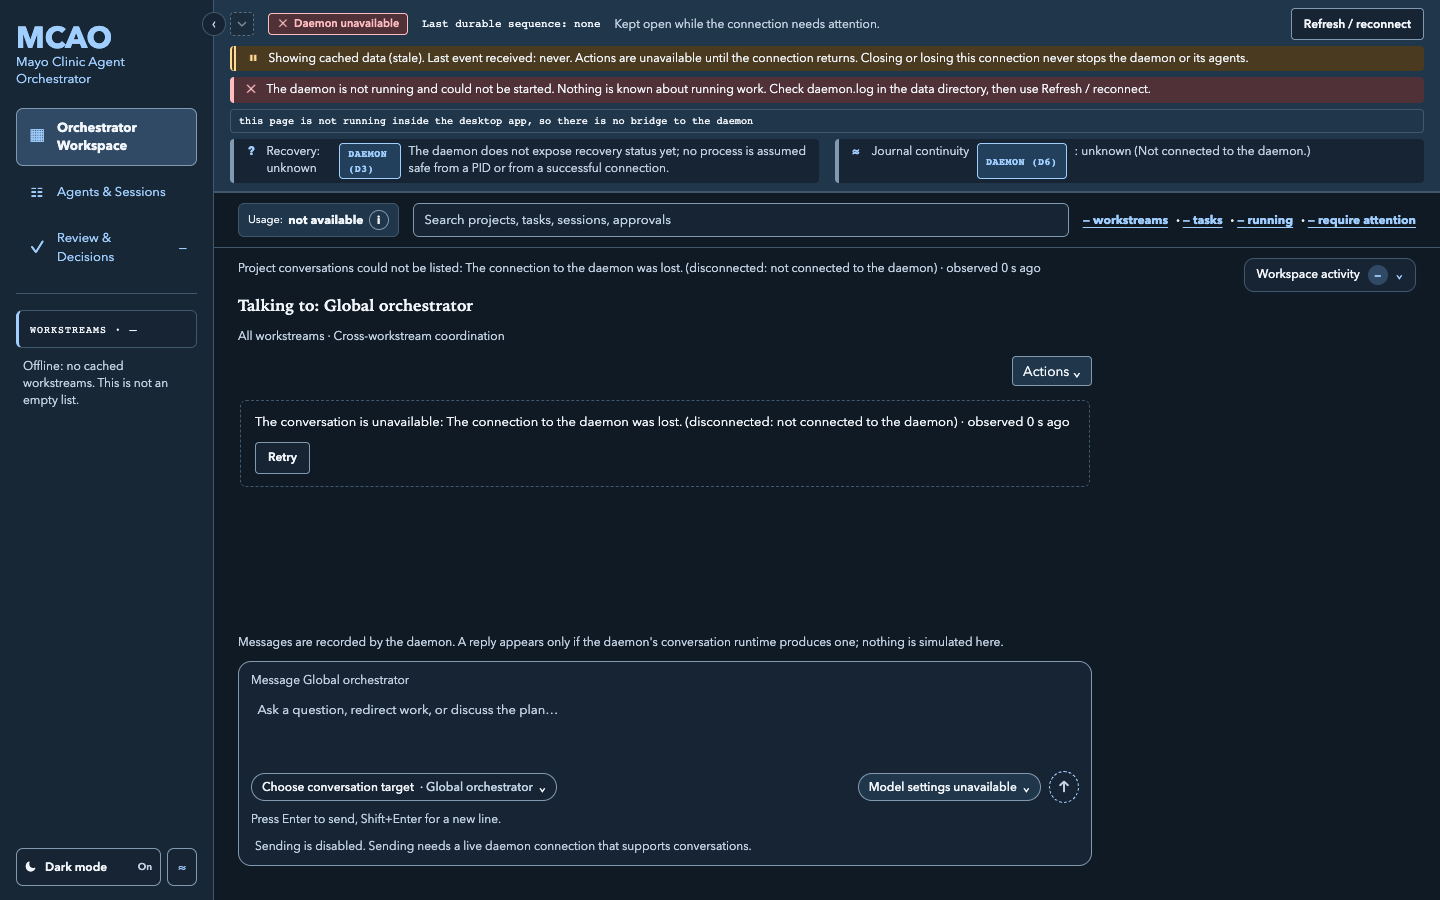 MCAO
Mayo Clinic Agent
Orchestrator
Orchestrator
Workspace
Agents & Sessions
Review &
Decisions
–
WORKSTREAMS · —
Offline: no cached
workstreams. This is not an
empty list.
Dark mode On
≈
Daemon unavailable
Last durable sequence: none
Kept open while the connection needs attention.
Refresh / reconnect
Showing cached data (stale). Last event received: never. Actions are unavailable until the connection returns. Closing or losing this connection never stops the daemon or its agents.
The daemon is not running and could not be started. Nothing is known about running work. Check daemon.log in the data directory, then use Refresh / reconnect.
this page is not running inside the desktop app, so there is no bridge to the daemon
? Recovery:
unknown
DAEMON
(D3)
The daemon does not expose recovery status yet; no process is assumed
safe from a PID or from a successful connection.
≈ Journal continuity
DAEMON (D6)
: unknown (Not connected to the daemon.)
Usage: not available i
Search projects, tasks, sessions, approvals
– workstreams · – tasks · – running · – require attention
Project conversations could not be listed: The connection to the daemon was lost. (disconnected: not connected to the daemon) · observed 0 s ago
Workspace activity –
Talking to: Global orchestrator
All workstreams · Cross-workstream coordination
Actions
The conversation is unavailable: The connection to the daemon was lost. (disconnected: not connected to the daemon) · observed 0 s ago
Retry
Messages are recorded by the daemon. A reply appears only if the daemon's conversation runtime produces one; nothing is simulated here.
Message Global orchestrator
Ask a question, redirect work, or discuss the plan…
Choose conversation target · Global orchestrator
Model settings unavailable
Press Enter to send, Shift+Enter for a new line.
Sending is disabled. Sending needs a live daemon connection that supports conversations.